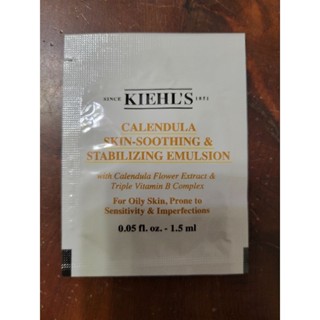 SINCE KIEHL'S 1851
CALENDULA
SKIN-SOOTHING &
STABILIZING EMULSION
with Calendula Flower Extract &
Triple Vitamin B Complex
For Oily Skin, Prone to
Sensitivity & Imperfections
0.05 fl. oz. - 1.5 ml